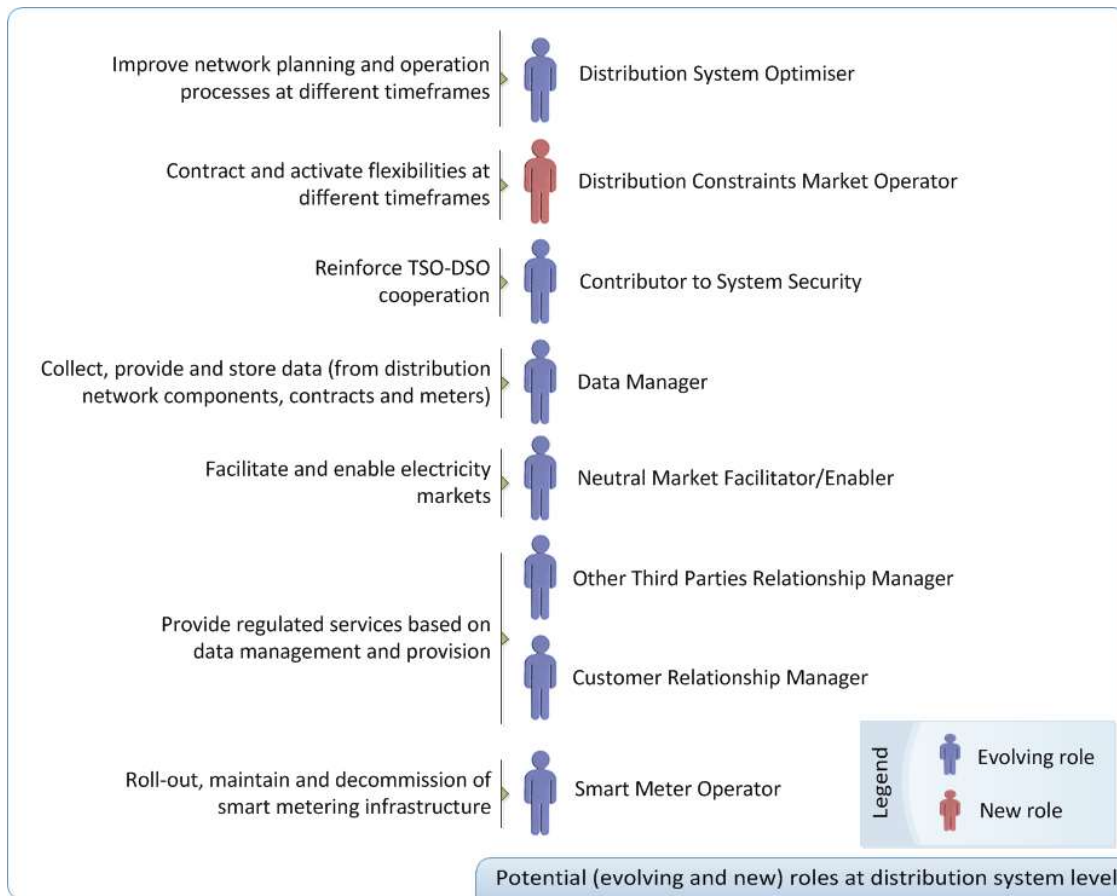 Improve network planning and operation
processes at different timeframes
Distribution System Optimiser
Contract and activate flexibilities at
different timeframes
Distribution Constraints Market Operator
Reinforce TSO-DSO
cooperation
Contributor to System Security
Collect, provide and store data (from distribution
network components, contracts and meters)
Data Manager
Facilitate and enable electricity
markets
Neutral Market Facilitator/Enabler
Provide regulated services based on
data management and provision
Other Third Parties Relationship Manager
Customer Relationship Manager
Roll-out, maintain and decommission of
smart metering infrastructure
Smart Meter Operator
Legend
Evolving role
New role
Potential (evolving and new) roles at distribution system level